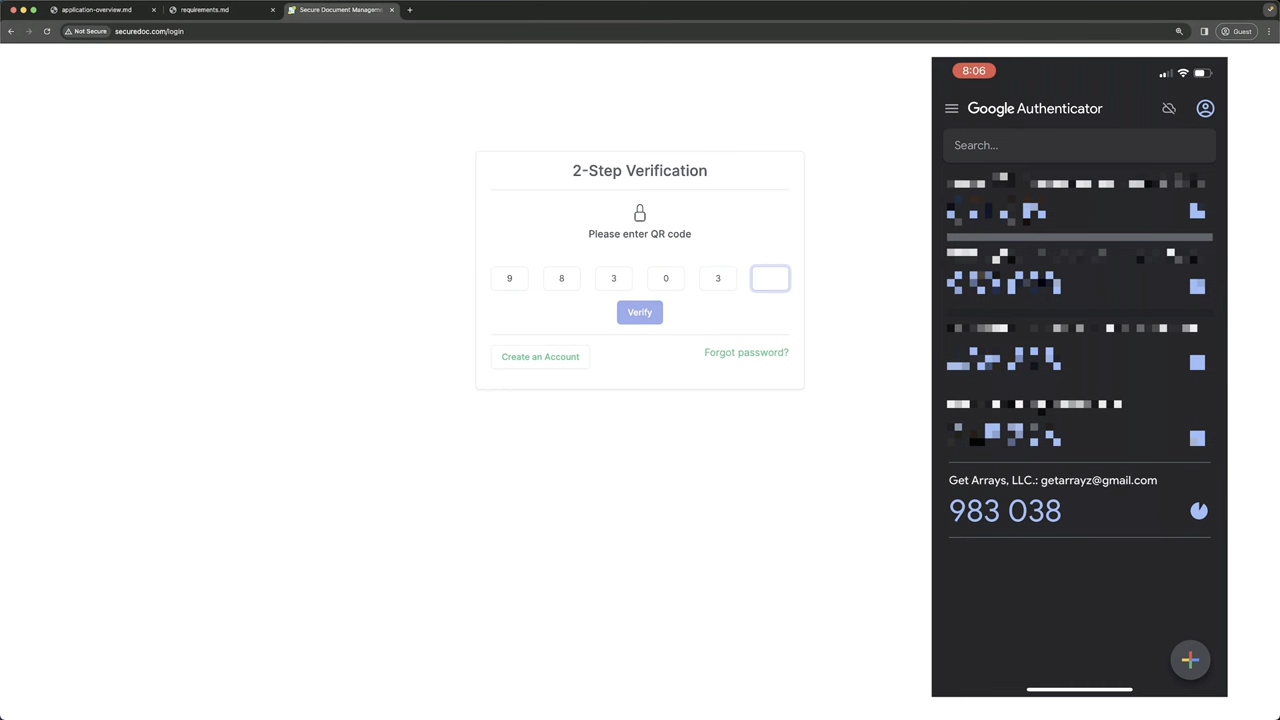 application-overview.md
requirements.md
Secure Document Managem
Not Secure
securedoc.com/login
Guest
2-Step Verification
Please enter QR code
9 8 3 0 3
Verify
Create an Account
Forgot password?
8:06
Google Authenticator
Search...
Get Arrays, LLC.: getarrayz@gmail.com
983 038